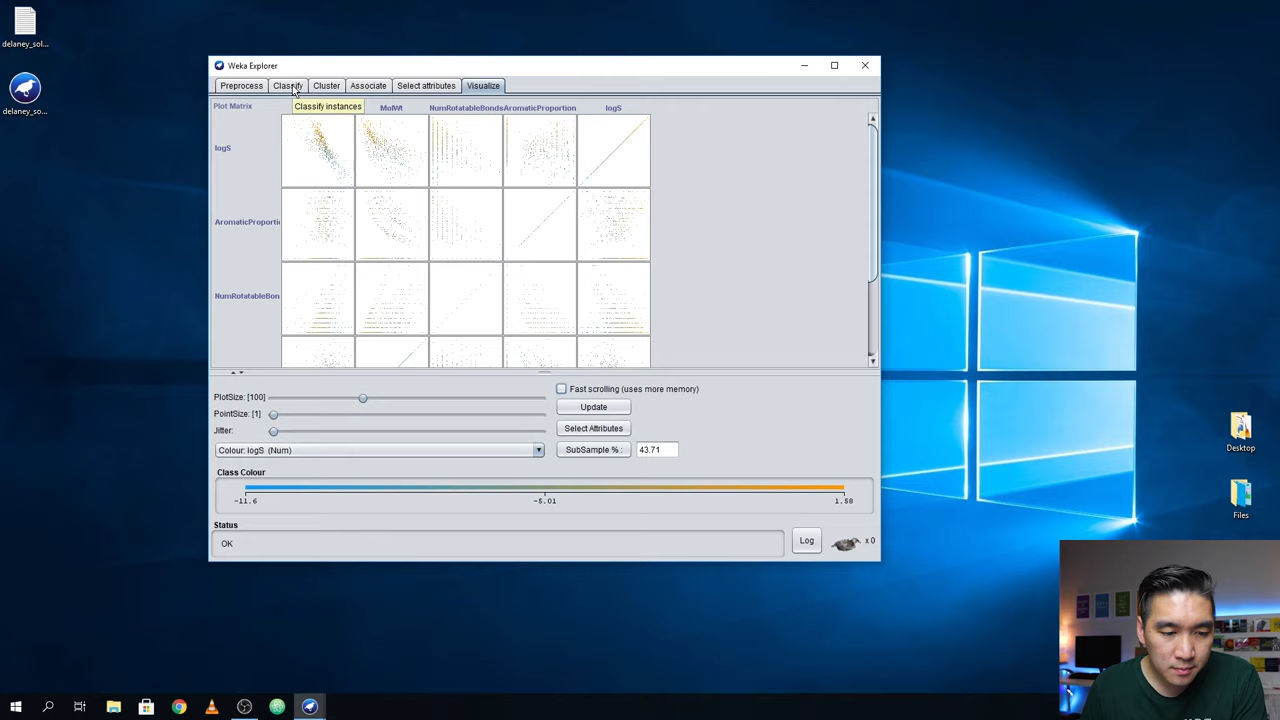 delaney_sol...
delaney_so...
Weka Explorer
Preprocess
Classify
Cluster
Associate
Select attributes
Visualize
Plot Matrix
Classify instances
MolWt
NumRotatableBonds
AromaticProportion
logS
logS
AromaticProporti
NumRotatableBon
PlotSize: [100]
PointSize: [1]
Jitter:
Fast scrolling (uses more memory)
Update
Select Attributes
Colour: logS (Num)
SubSample % :
43.71
Class Colour
-11.6
-5.01
1.58
Status
OK
Log
x 0
Desktop
Files